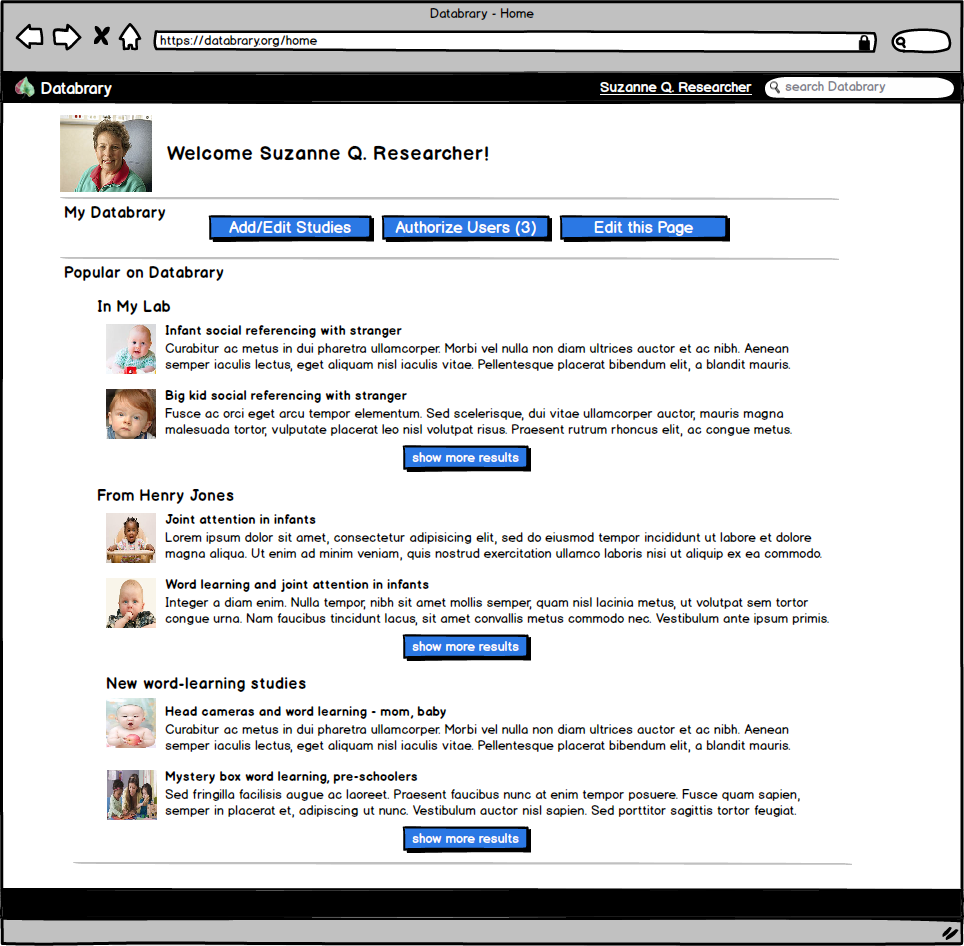 Databrary - Home
https://databrary.org/home
Databrary
Suzanne Q. Researcher
search Databrary
Welcome Suzanne Q. Researcher!
My Databrary
Add/Edit Studies
Authorize Users (3)
Edit this Page
Popular on Databrary
In My Lab
Infant social referencing with stranger
Curabitur ac metus in dui pharetra ullamcorper. Morbi vel nulla non diam ultrices auctor et ac nibh. Aenean
semper iaculis lectus, eget aliquam nisl iaculis vitae. Pellentesque placerat bibendum elit, a blandit mauris.
Big kid social referencing with stranger
Fusce ac orci eget arcu tempor elementum. Sed scelerisque, dui vitae ullamcorper auctor, mauris magna
malesuada tortor, vulputate placerat leo nisl volutpat risus. Praesent rutrum rhoncus elit, ac congue metus.
show more results
From Henry Jones
Joint attention in infants
Lorem ipsum dolor sit amet, consectetur adipisicing elit, sed do eiusmod tempor incididunt ut labore et dolore
magna aliqua. Ut enim ad minim veniam, quis nostrud exercitation ullamco laboris nisi ut aliquip ex ea commodo.
Word learning and joint attention in infants
Integer a diam enim. Nulla tempor, nibh sit amet mollis semper, quam nisl lacinia metus, ut volutpat sem tortor
congue urna. Nam faucibus tincidunt lacus, sit amet convallis metus commodo nec. Vestibulum ante ipsum primis.
show more results
New word-learning studies
Head cameras and word learning - mom, baby
Curabitur ac metus in dui pharetra ullamcorper. Morbi vel nulla non diam ultrices auctor et ac nibh. Aenean
semper iaculis lectus, eget aliquam nisl iaculis vitae. Pellentesque placerat bibendum elit, a blandit mauris.
Mystery box word learning, pre-schoolers
Sed fringilla facilisis augue ac laoreet. Praesent faucibus nunc at enim tempor posuere. Fusce quam sapien,
semper in placerat et, adipiscing ut nunc. Vestibulum auctor nisl sapien. Sed porttitor sagittis tortor feugiat.
show more results